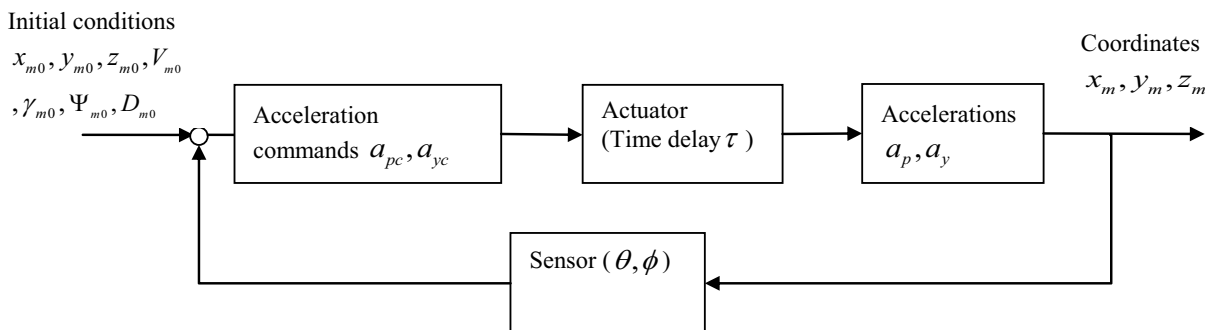 Initial conditions
x_{m0}, y_{m0}, z_{m0}, V_{m0}
, γ_{m0}, Ψ_{m0}, D_{m0}
Acceleration
commands a_{pc}, a_{yc}
Actuator
(Time delay τ )
Accelerations
a_p, a_y
Coordinates
x_m, y_m, z_m
Sensor (θ, ϕ)